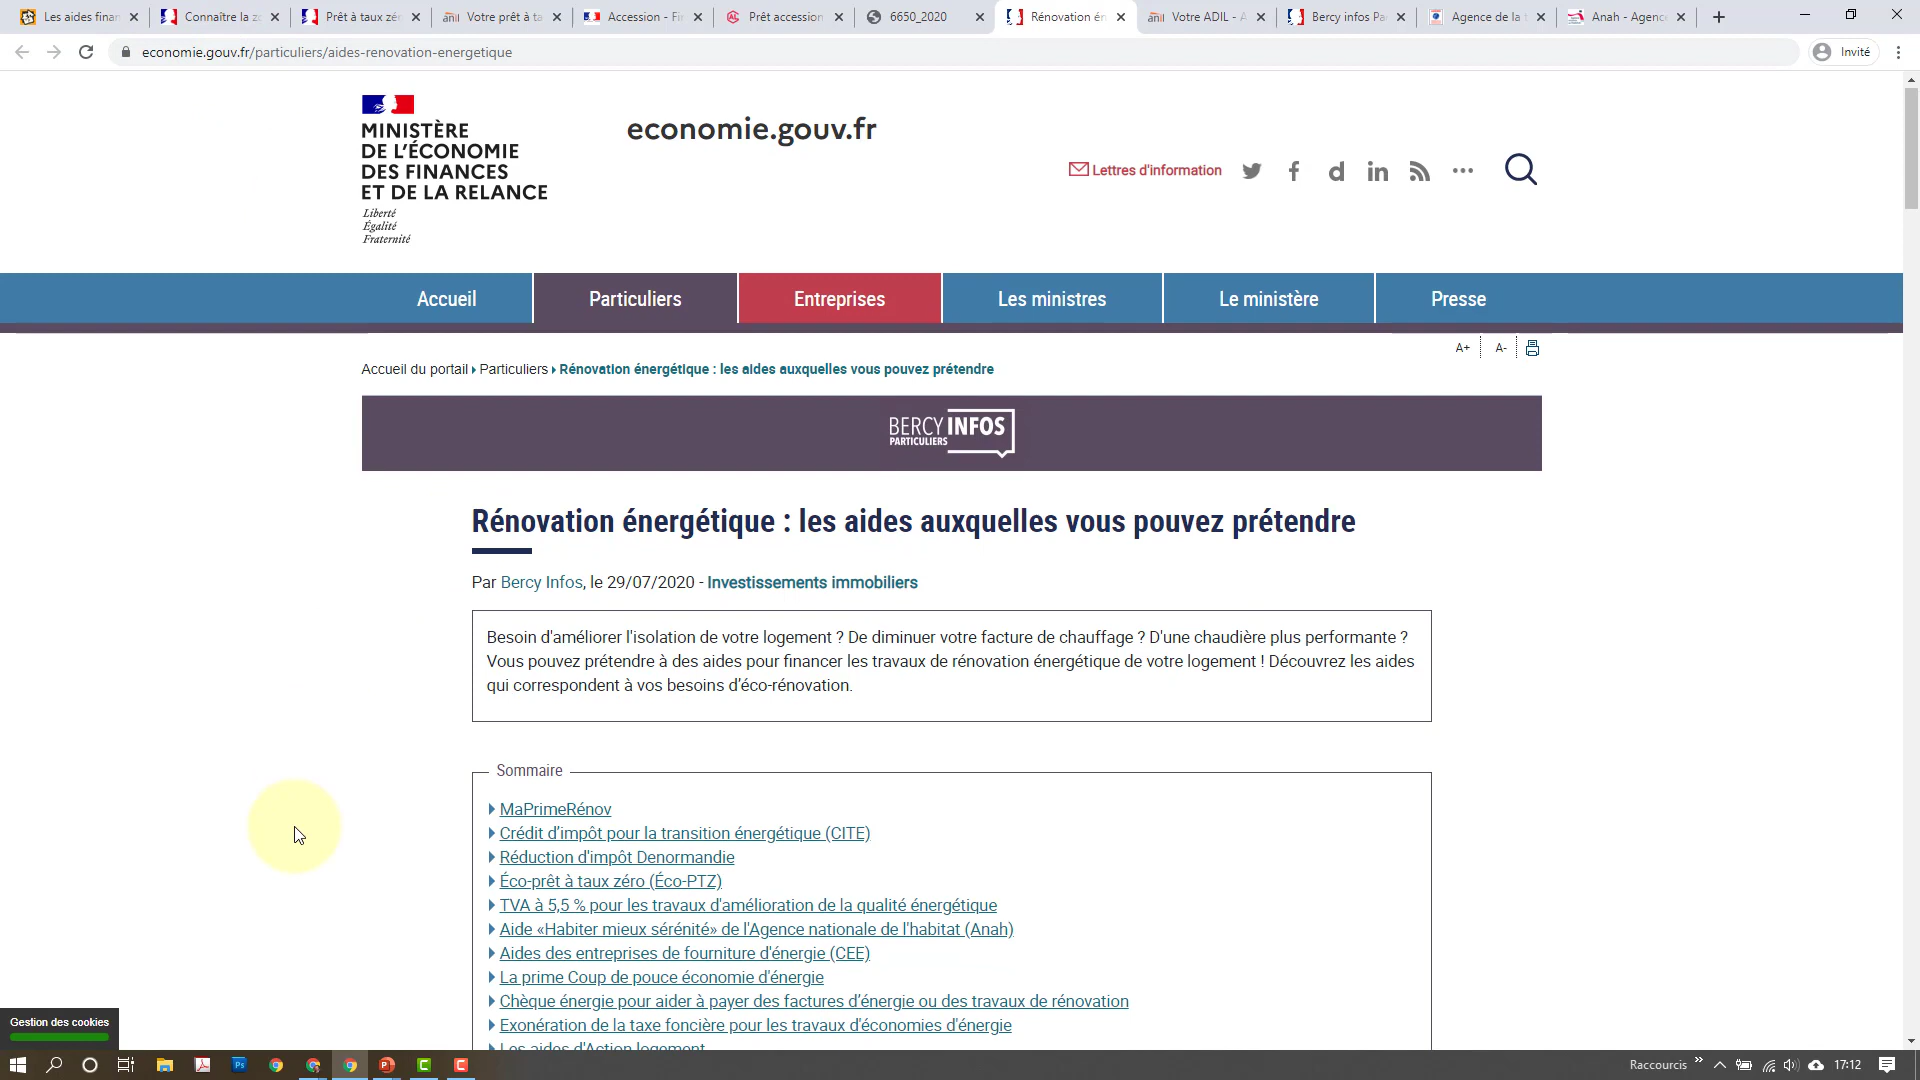 Les aides finan
Connaître la zo
Prêt à taux zér
Votre prêt à ta
Accession - Fi
Prêt accession
6650_2020
Rénovation én
Votre ADIL - A
Bercy infos Pa
Agence de la t
Anah - Agence
economie.gouv.fr/particuliers/aides-renovation-energetique
Invité
MINISTÈRE
DE L'ÉCONOMIE
DES FINANCES
ET DE LA RELANCE
Liberté
Égalité
Fraternité
economie.gouv.fr
Lettres d'information
Accueil
Particuliers
Entreprises
Les ministres
Le ministère
Presse
A+
A-
Accueil du portail Particuliers Rénovation énergétique : les aides auxquelles vous pouvez prétendre
BERCY INFOS
PARTICULIERS
Rénovation énergétique : les aides auxquelles vous pouvez prétendre
Par Bercy Infos, le 29/07/2020 - Investissements immobiliers
Besoin d'améliorer l'isolation de votre logement ? De diminuer votre facture de chauffage ? D'une chaudière plus performante ?
Vous pouvez prétendre à des aides pour financer les travaux de rénovation énergétique de votre logement ! Découvrez les aides
qui correspondent à vos besoins d’éco-rénovation.
Sommaire
MaPrimeRénov
Crédit d’impôt pour la transition énergétique (CITE)
Réduction d'impôt Denormandie
Éco-prêt à taux zéro (Éco-PTZ)
TVA à 5,5 % pour les travaux d'amélioration de la qualité énergétique
Aide «Habiter mieux sérénité» de l'Agence nationale de l'habitat (Anah)
Aides des entreprises de fourniture d'énergie (CEE)
La prime Coup de pouce économie d'énergie
Chèque énergie pour aider à payer des factures d’énergie ou des travaux de rénovation
Exonération de la taxe foncière pour les travaux d'économies d'énergie
Les aides d'Action logement
Gestion des cookies
Raccourcis
17:12